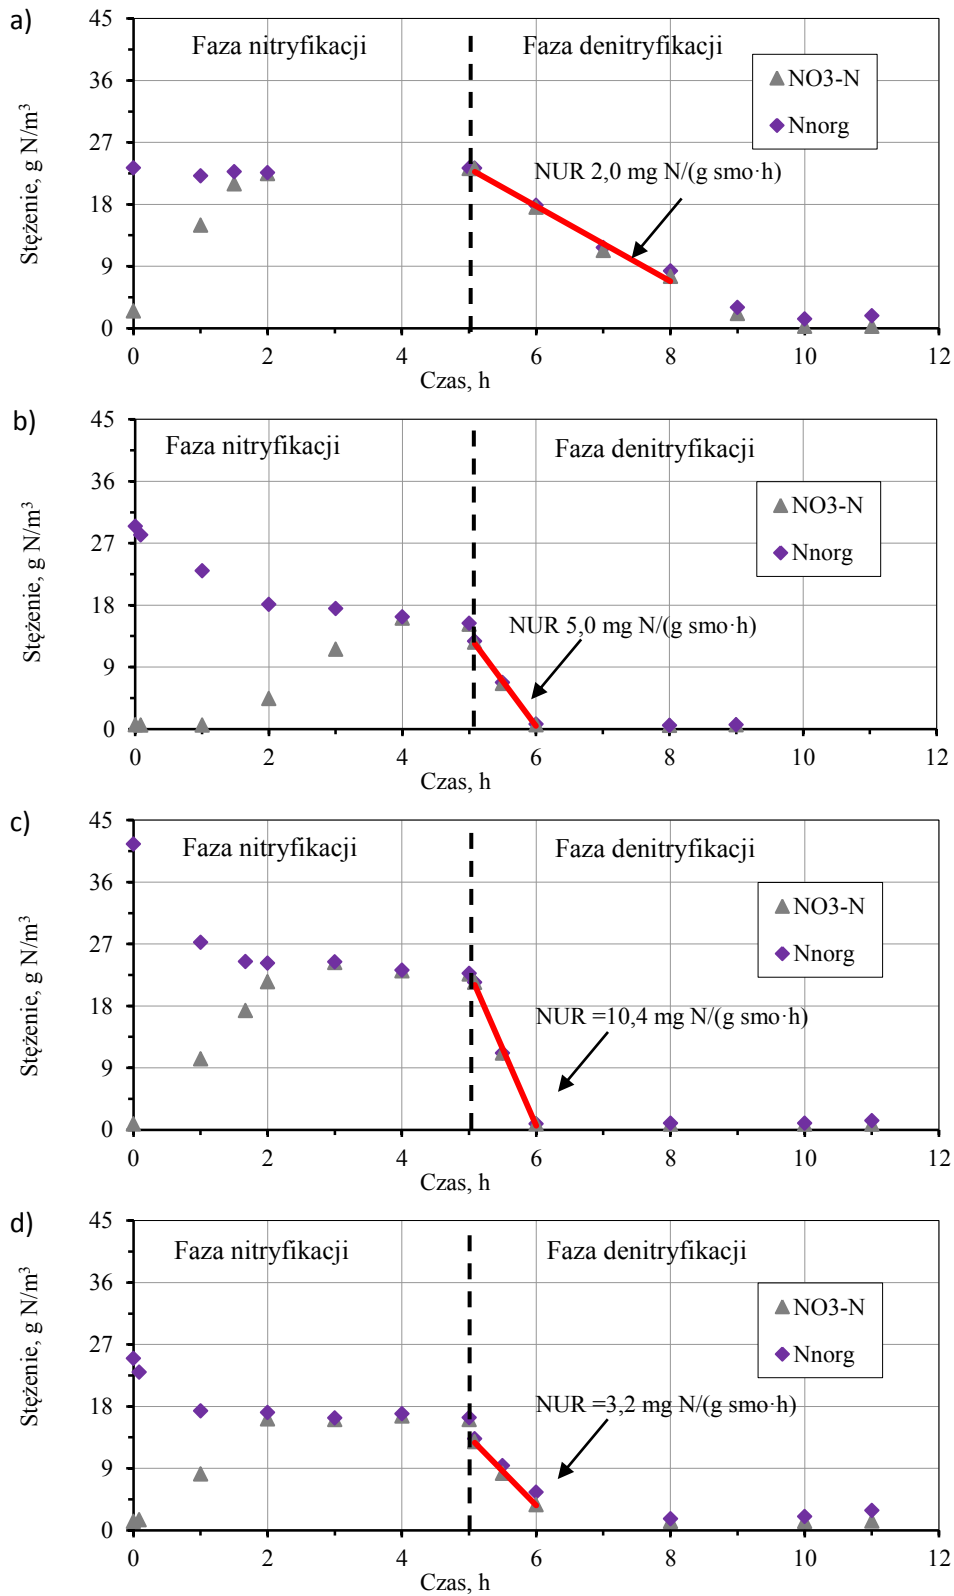 a)
45
Faza nitryfikacji
Faza denitryfikacji
36
NO3-N
Nnorg
27
NUR 2,0 mg N/(g smo·h)
18
9
0
Stężenie, g N/m³
0 2 4 6 8 10 12
Czas, h
b)
45
Faza nitryfikacji
Faza denitryfikacji
36
NO3-N
Nnorg
27
18
NUR 5,0 mg N/(g smo·h)
9
0
Stężenie, g N/m³
0 2 4 6 8 10 12
Czas, h
c)
45
Faza nitryfikacji
Faza denitryfikacji
36
NO3-N
Nnorg
27
18
NUR =10,4 mg N/(g smo·h)
9
0
Stężenie, g N/m³
0 2 4 6 8 10 12
Czas, h
d)
45
Faza nitryfikacji
Faza denitryfikacji
36
NO3-N
Nnorg
27
18
NUR =3,2 mg N/(g smo·h)
9
0
Stężenie, g N/m³
0 2 4 6 8 10 12
Czas, h